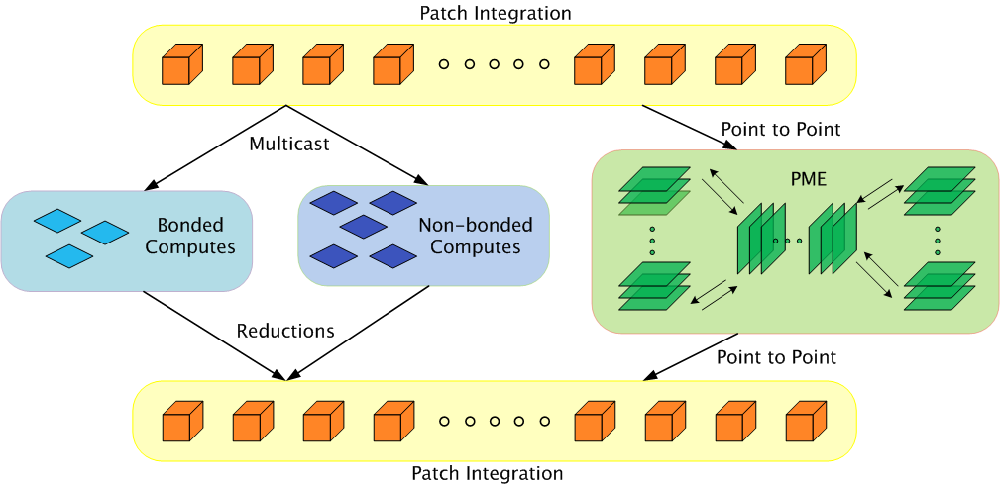 Patch Integration
Multicast
Point to Point
PME
Bonded
Computes
Non-bonded
Computes
Reductions
Point to Point
Patch Integration